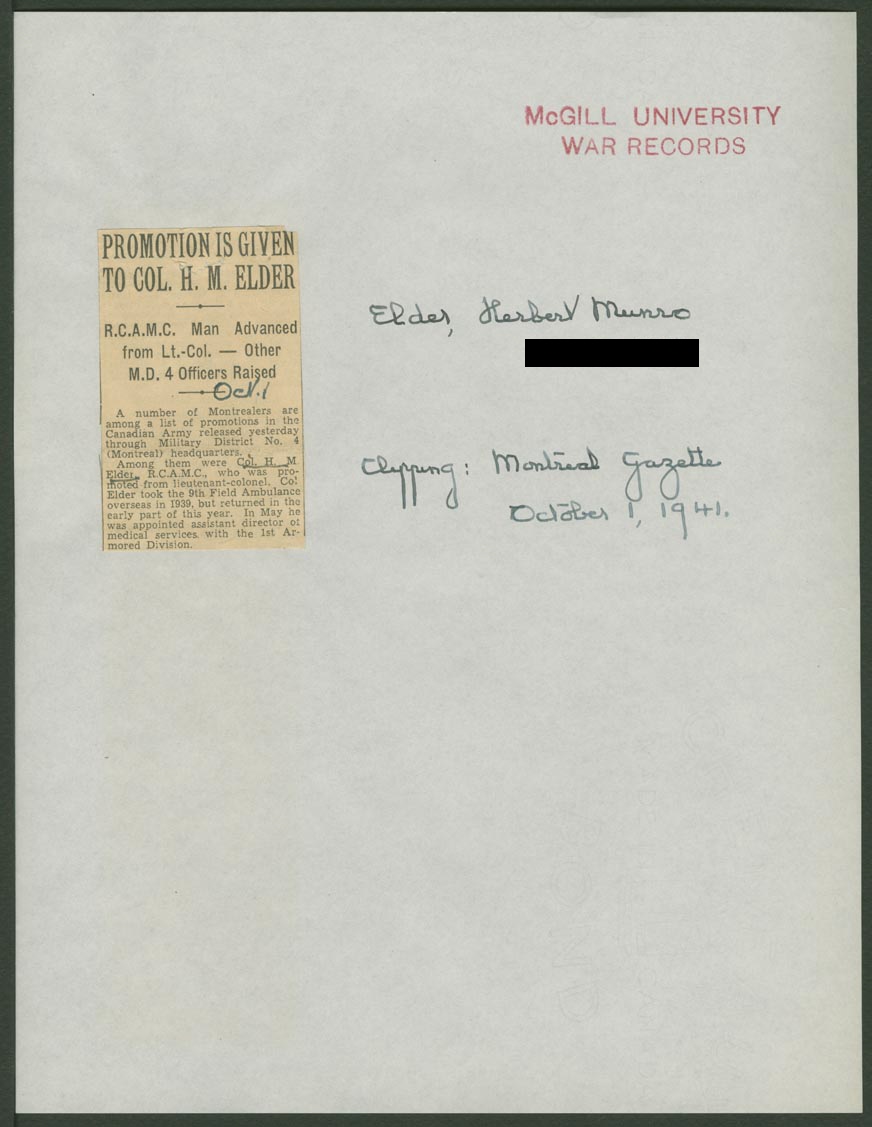 McGILL UNIVERSITY
WAR RECORDS
PROMOTION IS GIVEN
TO COL. H. M. ELDER
R.C.A.M.C. Man Advanced
from Lt.-Col. — Other
M.D. 4 Officers Raised
Oct. 1
A number of Montrealers are
among a list of promotions in the
Canadian Army released yesterday
through Military District No. 4
(Montreal) headquarters.
Among them were Col. H. M.
Elder, R.C.A.M.C., who was pro-
moted from lieutenant-colonel. Col
Elder took the 9th Field Ambulance
overseas in 1939, but returned in the
early part of this year. In May he
was appointed assistant director of
medical services with the 1st Ar-
mored Division.
Elder, Herbert Munro
Clipping: Montreal Gazette
October 1, 1941.